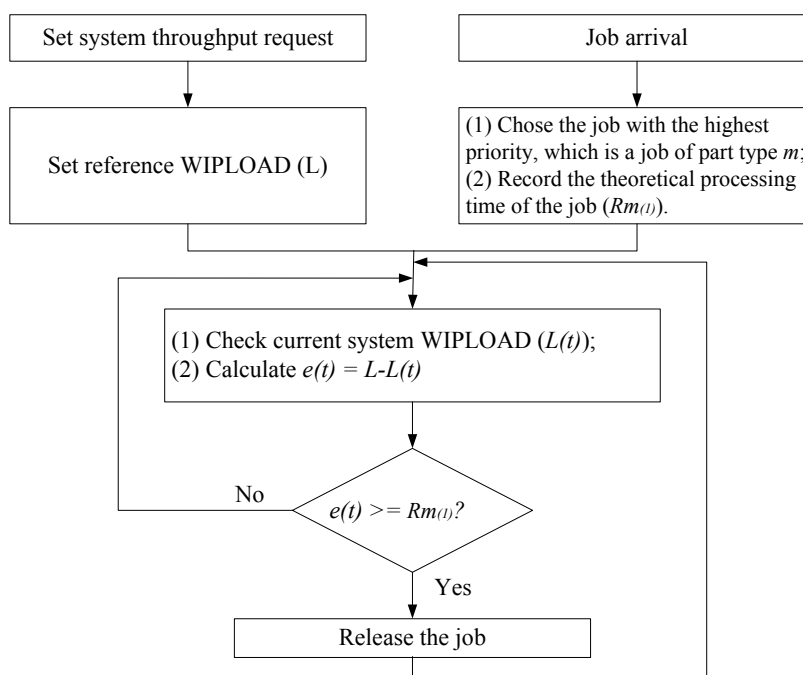 Set system throughput request
Job arrival
Set reference WIPLOAD (L)
(1) Chose the job with the highest
priority, which is a job of part type m;
(2) Record the theoretical processing
time of the job (Rm(1)).
(1) Check current system WIPLOAD (L(t));
(2) Calculate e(t) = L-L(t)
No
e(t) >= Rm(1)?
Yes
Release the job